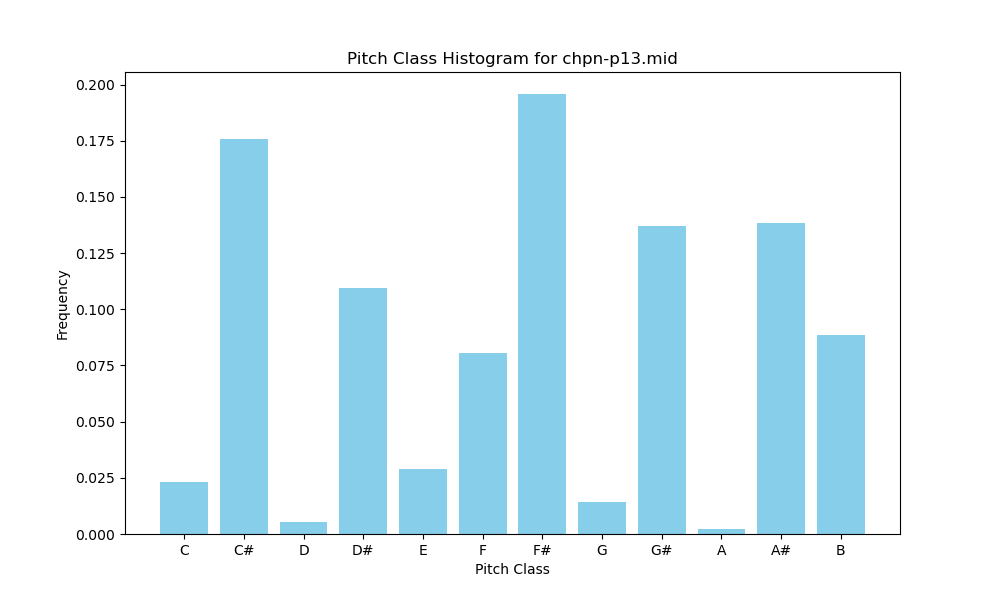 Pitch Class Histogram for chpn-p13.mid
0.200
0.175
0.150
0.125
0.100
0.075
0.050
0.025
0.000
Frequency
C C# D D# E F F# G G# A A# B
Pitch Class